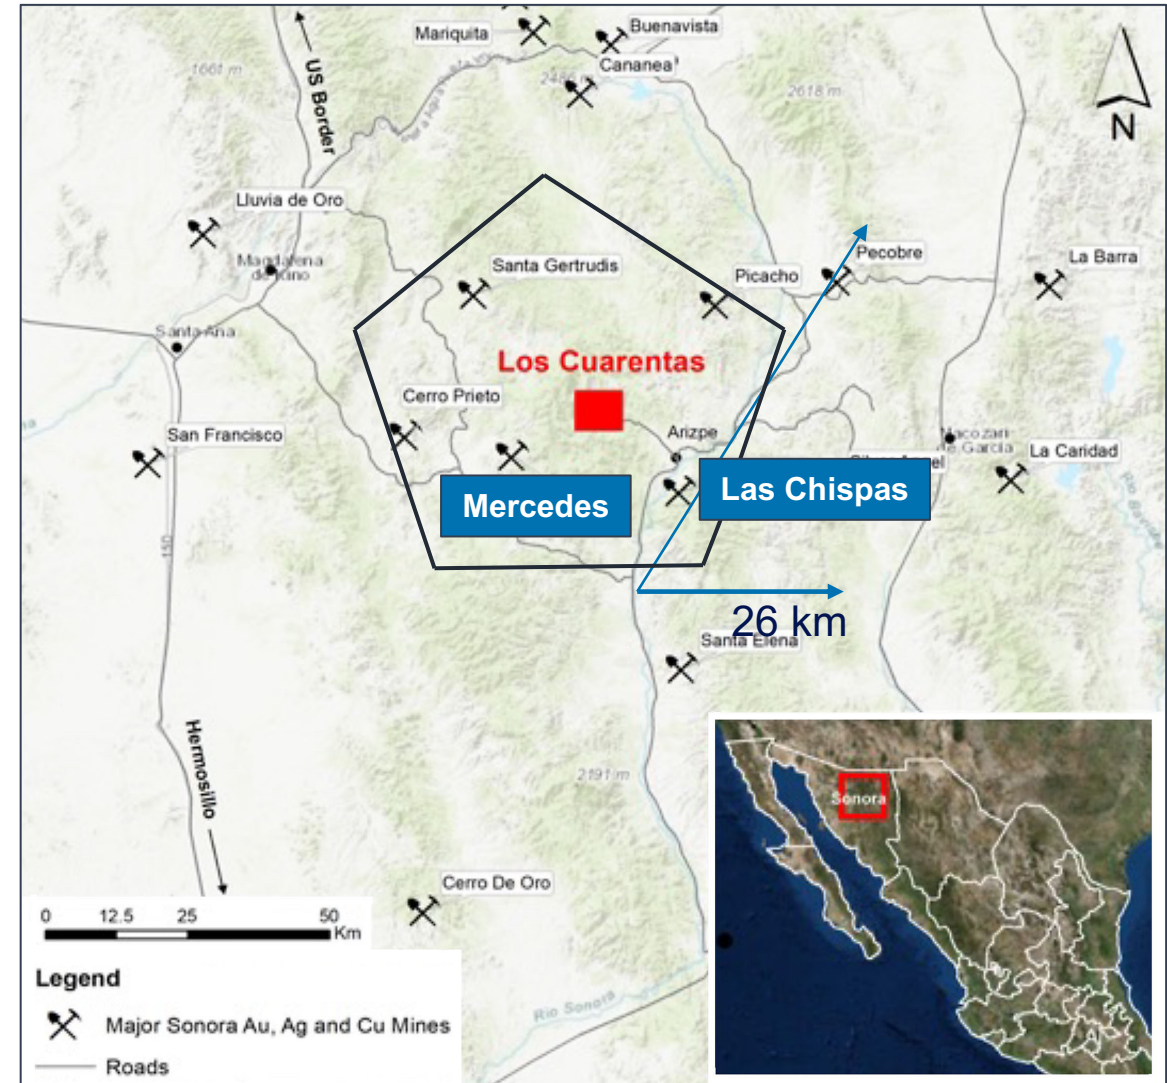 Mariquita
Buenavista
Cananea
1661 m
2618 m
US Border
N
Lluvia de Oro
Magdalena
de Kino
Santa Gertrudis
Picacho
Pecobre
La Barra
Santa Ana
Los Cuarentas
Cerro Prieto
San Francisco
Arizpe
Nacozari
de García
La Caridad
Mercedes
Las Chispas
150
26 km
Santa Elena
Hermosillo
2191 m
Sonora
Cerro De Oro
0 12.5 25 50
Km
Legend
Rio Sonora
Major Sonora Au, Ag and Cu Mines
Roads